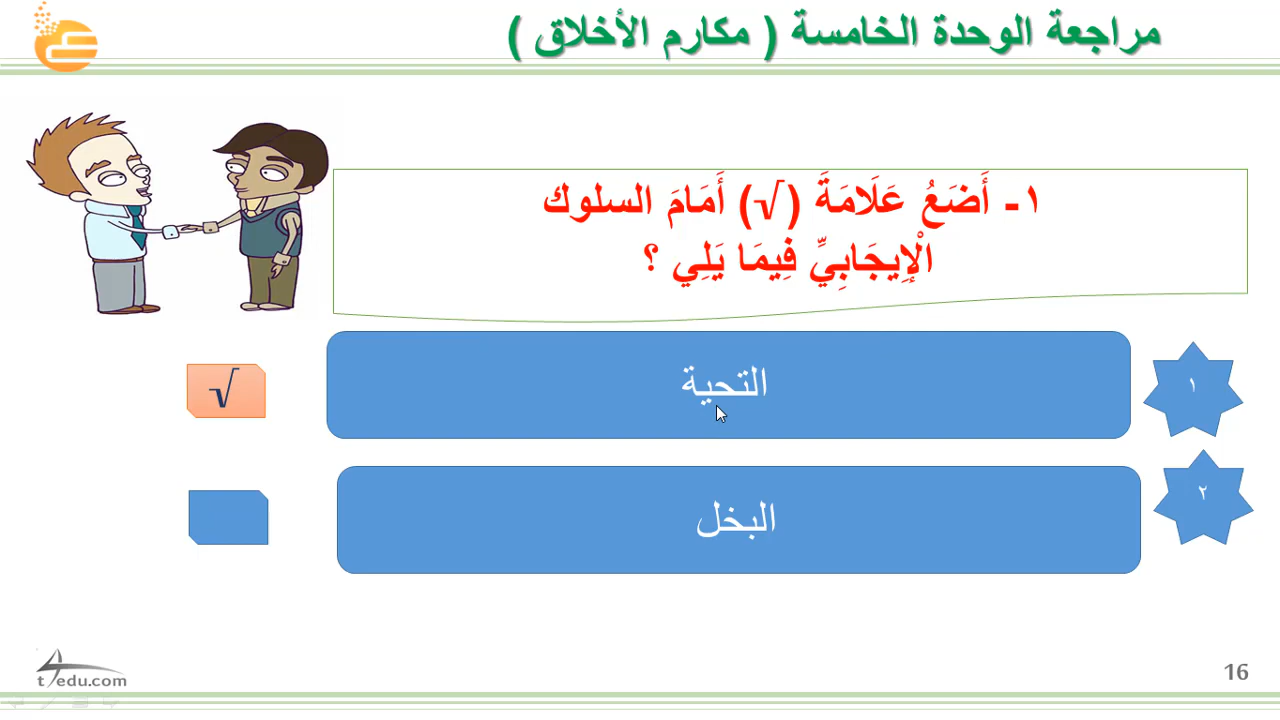 مراجعة الوحدة الخامسة ( مكارم الأخلاق )
١- أَضَعُ عَلَامَةَ (√) أَمَامَ السلوك
الْإِيجَابِيِّ فِيمَا يَلِي ؟
١
التحية
√
٢
البخل
t4edu.com
16